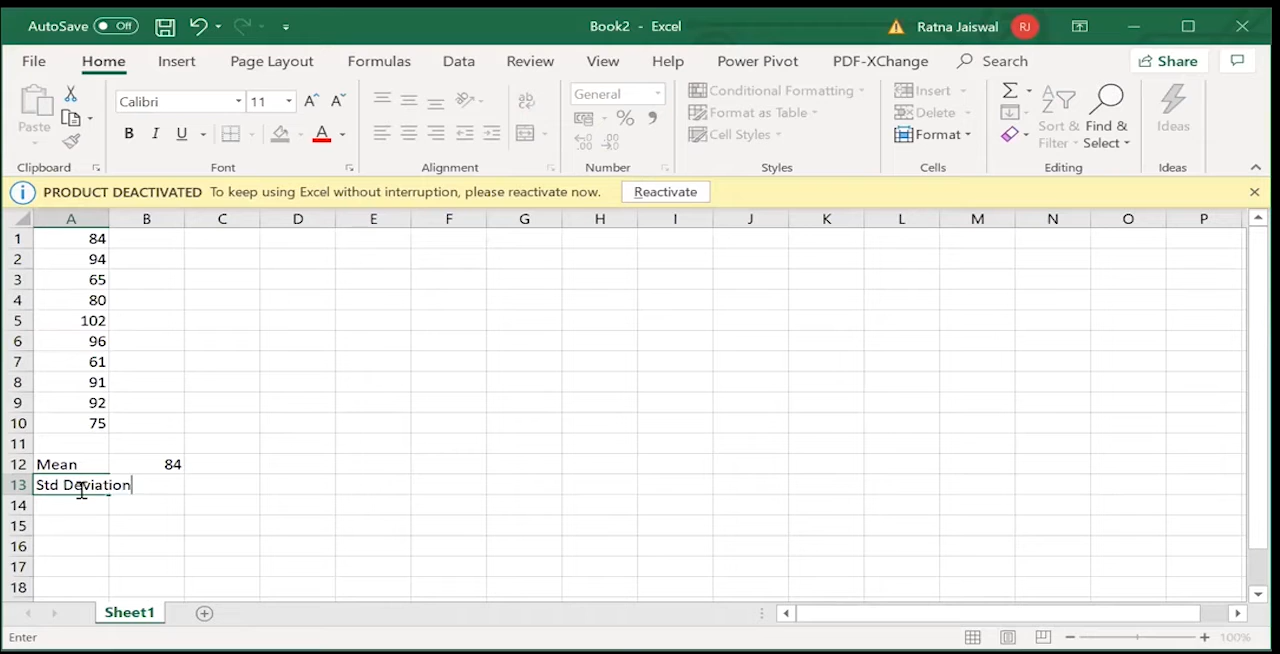 AutoSave Off Book2 - Excel Ratna Jaiswal RJ
File Home Insert Page Layout Formulas Data Review View Help Power Pivot PDF-XChange Search Share
Paste Calibri 11 A A ab General Conditional Formatting Insert Σ Sort & Find & Ideas
B I U A % , Format as Table Delete Filter Select
Cell Styles Format
Clipboard Font Alignment Number Styles Cells Editing Ideas
PRODUCT DEACTIVATED To keep using Excel without interruption, please reactivate now. Reactivate
A B C D E F G H I J K L M N O P
1 84
2 94
3 65
4 80
5 102
6 96
7 61
8 91
9 92
10 75
11
12 Mean 84
13 Std Deviation
14
15
16
17
18
Sheet1
Enter 100%